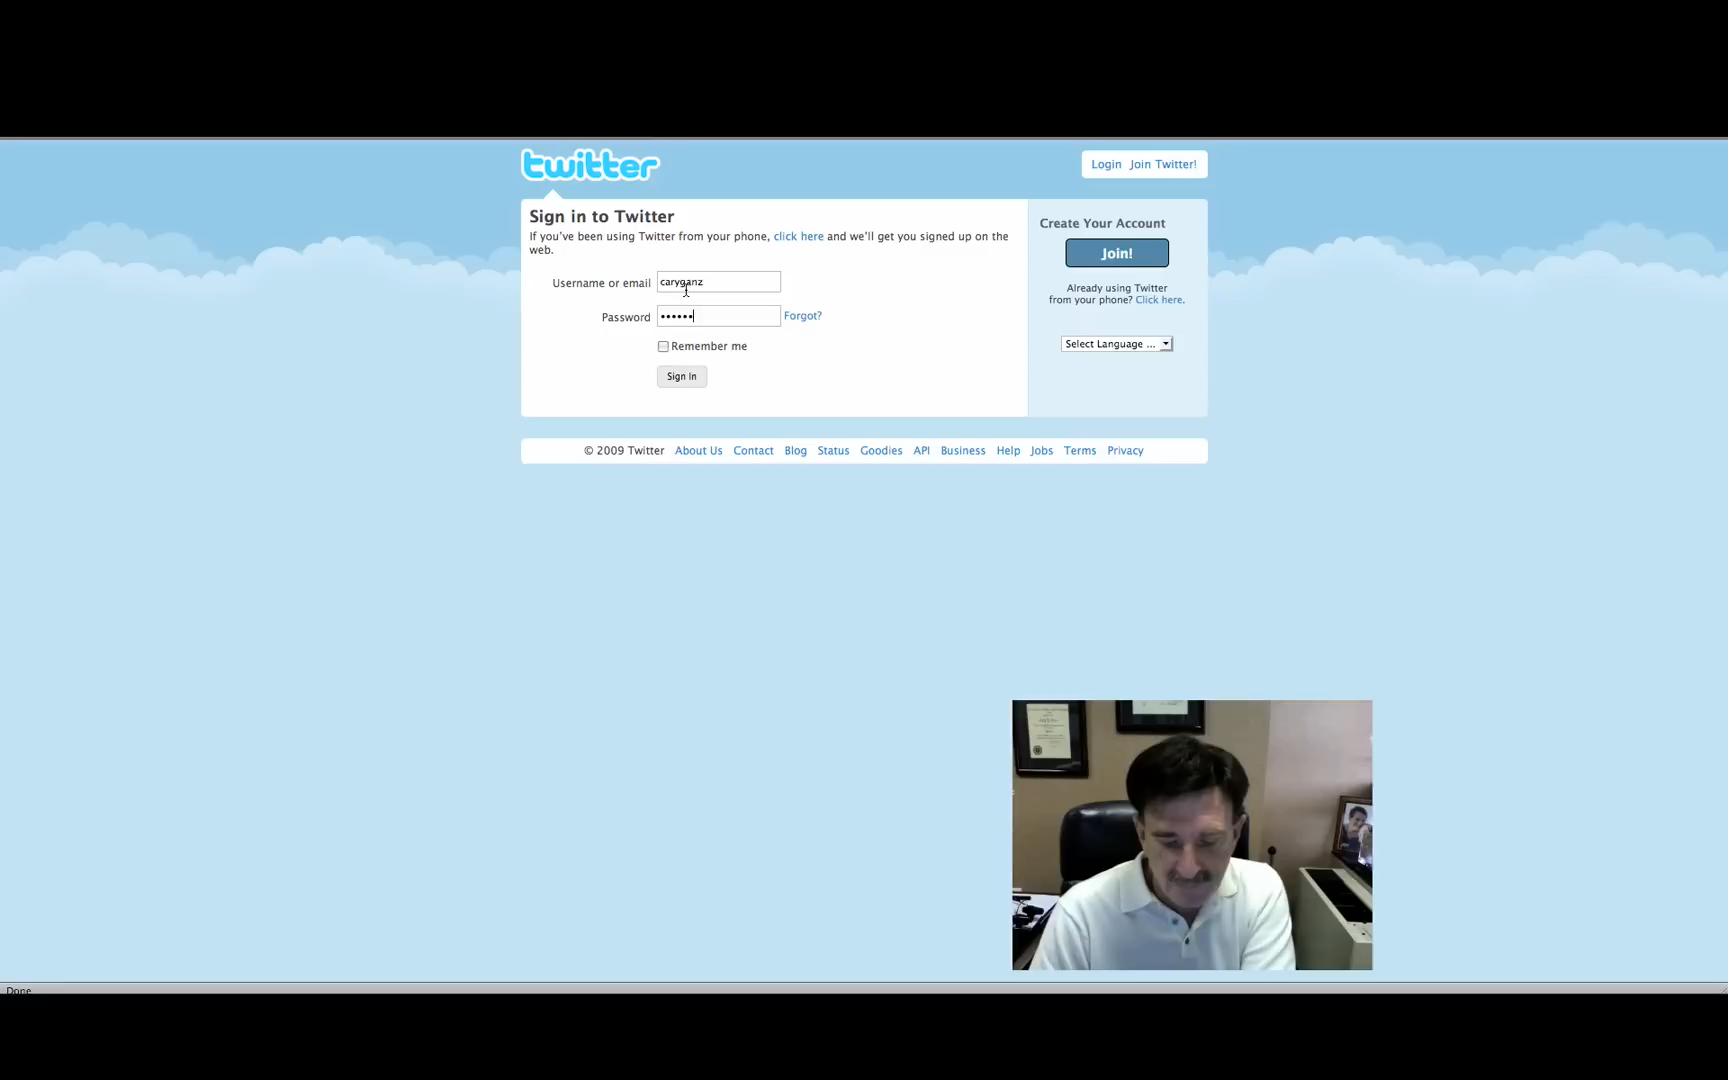 twitter
Login Join Twitter!
Sign in to Twitter
If you've been using Twitter from your phone, click here and we'll get you signed up on the
web.
Username or email caryganz
Password ••••••| Forgot?
Remember me
Sign In
Create Your Account
Join!
Already using Twitter
from your phone? Click here.
Select Language ...
© 2009 Twitter About Us Contact Blog Status Goodies API Business Help Jobs Terms Privacy
Done